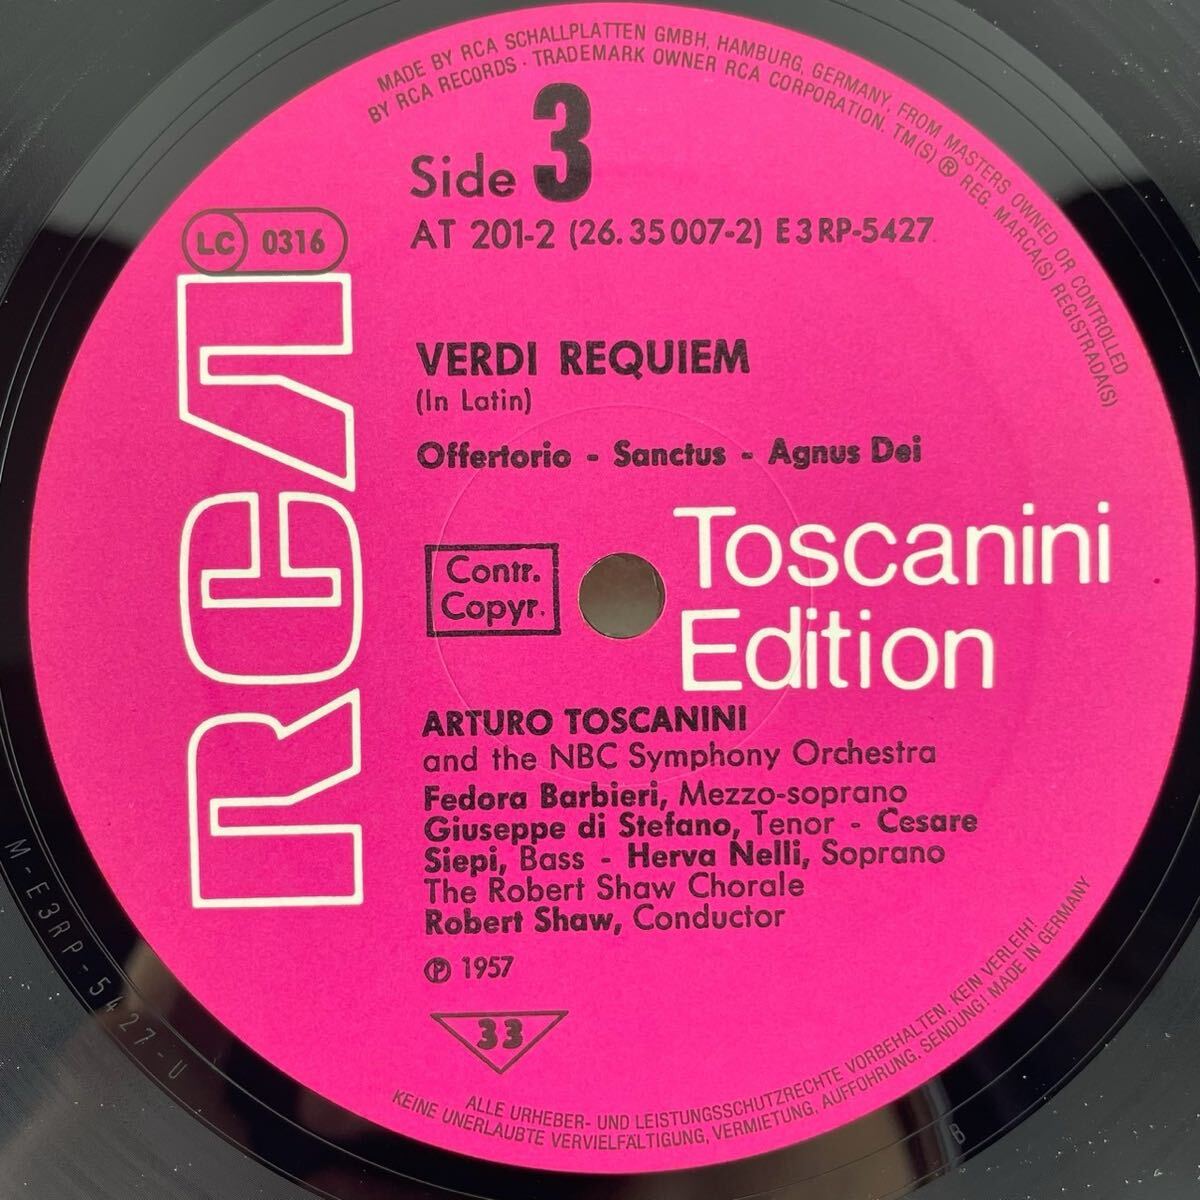 MADE BY RCA SCHALLPLATTEN GMBH, HAMBURG, GERMANY, FROM MASTERS OWNED OR CONTROLLED
BY RCA RECORDS · TRADEMARK OWNER RCA CORPORATION. TM(S) ® REG. MARCA(S) REGISTRADA(S)
Side 3
AT 201-2 (26.35007-2) E3RP-5427
LC 0316
RCA
VERDI REQUIEM
(In Latin)
Offertorio - Sanctus - Agnus Dei
Contr.
Copyr.
Toscanini
Edition
ARTURO TOSCANINI
and the NBC Symphony Orchestra
Fedora Barbieri, Mezzo-soprano
Giuseppe di Stefano, Tenor - Cesare
Siepi, Bass - Herva Nelli, Soprano
The Robert Shaw Chorale
Robert Shaw, Conductor
℗ 1957
33
ALLE URHEBER- UND LEISTUNGSSCHUTZRECHTE VORBEHALTEN. KEIN VERLEIH!
KEINE UNERLAUBTE VERVIELFÄLTIGUNG, VERMIETUNG, AUFFÜHRUNG, SENDUNG! MADE IN GERMANY
M-E3RP-5427-U
B